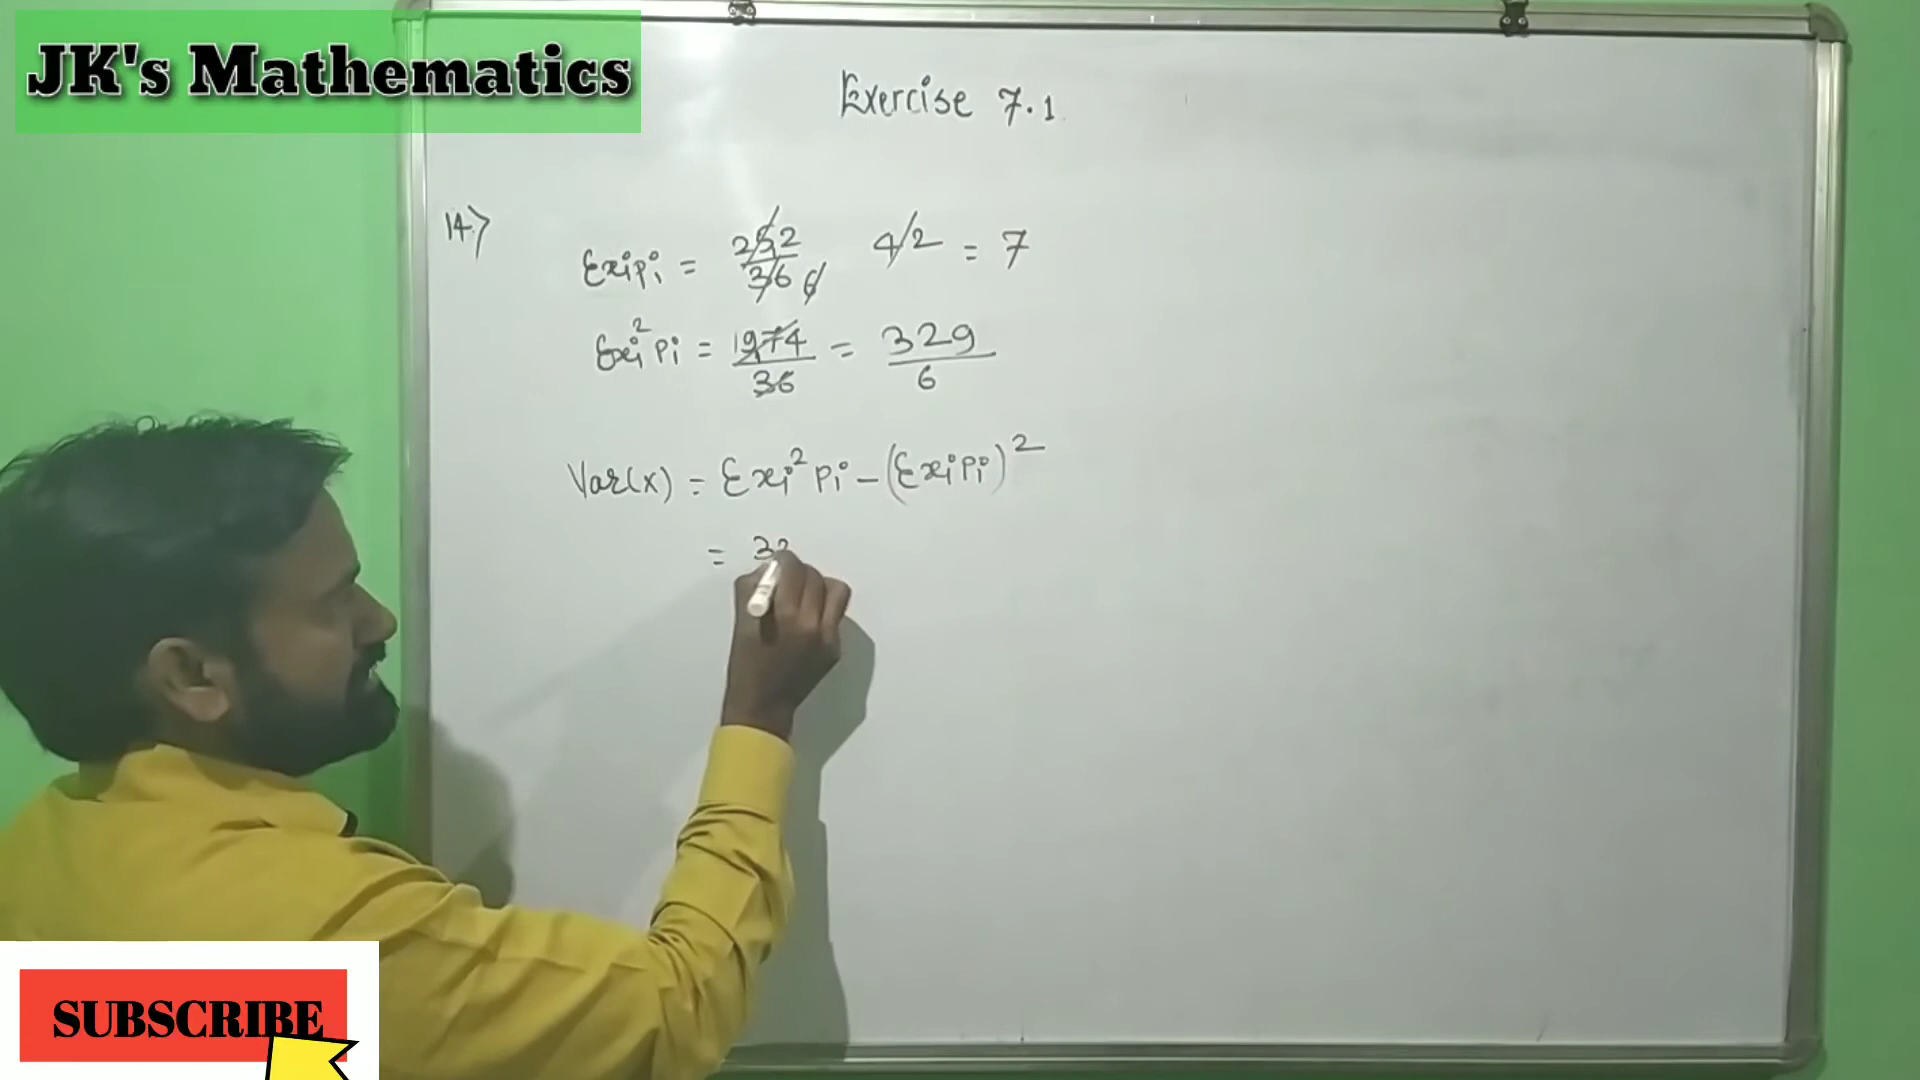 JK's Mathematics
Exercise 7.1
14)
Σxipi = 252/36 6 42 = 7
Σxi²pi = 1974/36 = 329/6
Var(x) = Σxi²pi - (Σxipi)²
= 32
SUBSCRIBE